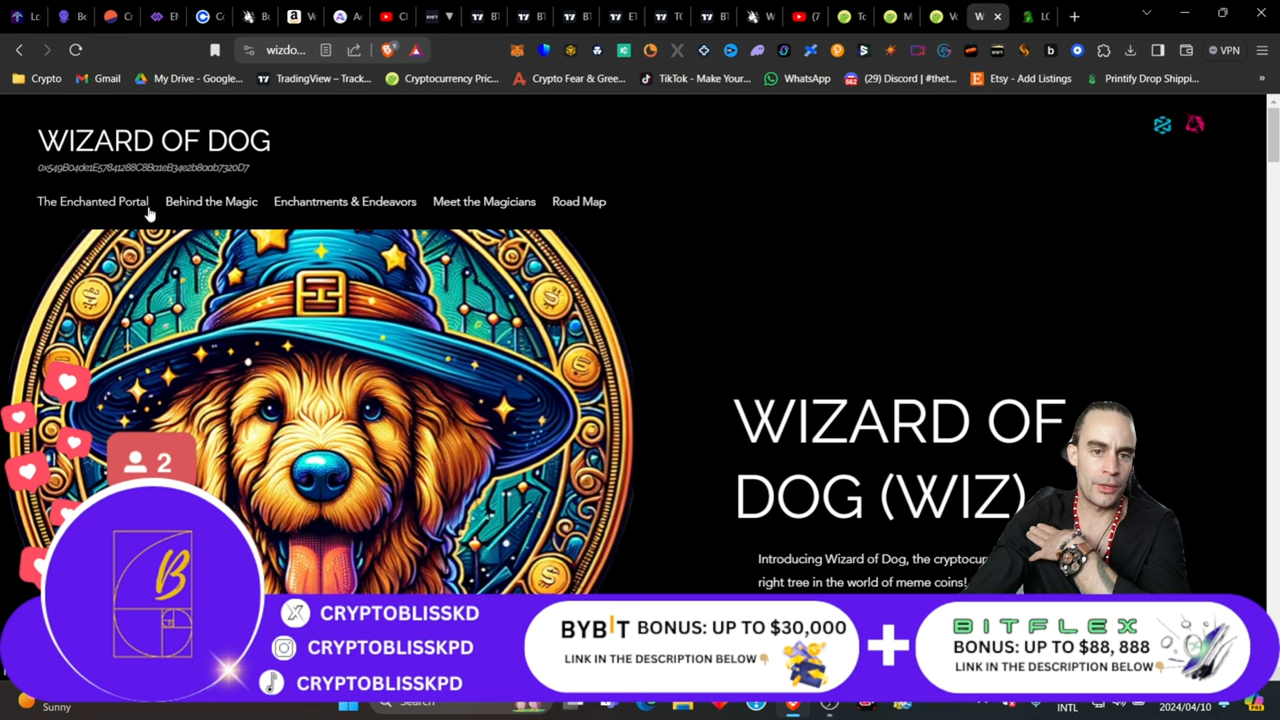 wizdo...
VPN
Crypto
Gmail
My Drive - Google...
TradingView – Track...
Cryptocurrency Pric...
Crypto Fear & Gree...
TikTok - Make Your...
WhatsApp
(29) Discord | #thet...
Etsy - Add Listings
Printify Drop Shippi...
»
WIZARD OF DOG
0x549B04de1E57841288C8Ba1eB34e2b8aab7320D7
The Enchanted Portal
Behind the Magic
Enchantments & Endeavors
Meet the Magicians
Road Map
WIZARD OF
DOG (WIZ)
Introducing Wizard of Dog, the cryptocur
right tree in the world of meme coins!
2
B
CRYPTOBLISSKD
CRYPTOBLISSKPD
CRYPTOBLISSKPD
BYBIT BONUS: UP TO $30,000
LINK IN THE DESCRIPTION BELOW
+
BITFLEX
BONUS: UP TO $88, 888
LINK IN THE DESCRIPTION BELOW
Sunny
Search
INTL
2024/04/10